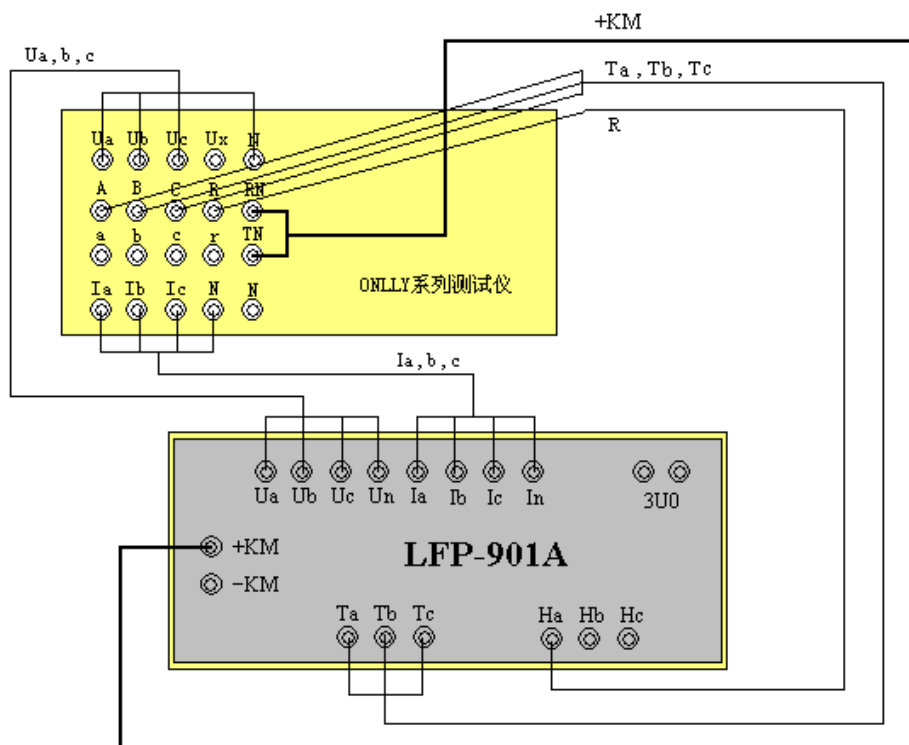 +KM
Ua,b,c
Ta,Tb,Tc
R
Ua Ub Uc Ux N
A B C R RN
a b c r TN
ONLLY系列测试仪
Ia Ib Ic N N
Ia,b,c
Ua Ub Uc Un Ia Ib Ic In
3U0
+KM
LFP-901A
-KM
Ta Tb Tc Ha Hb Hc